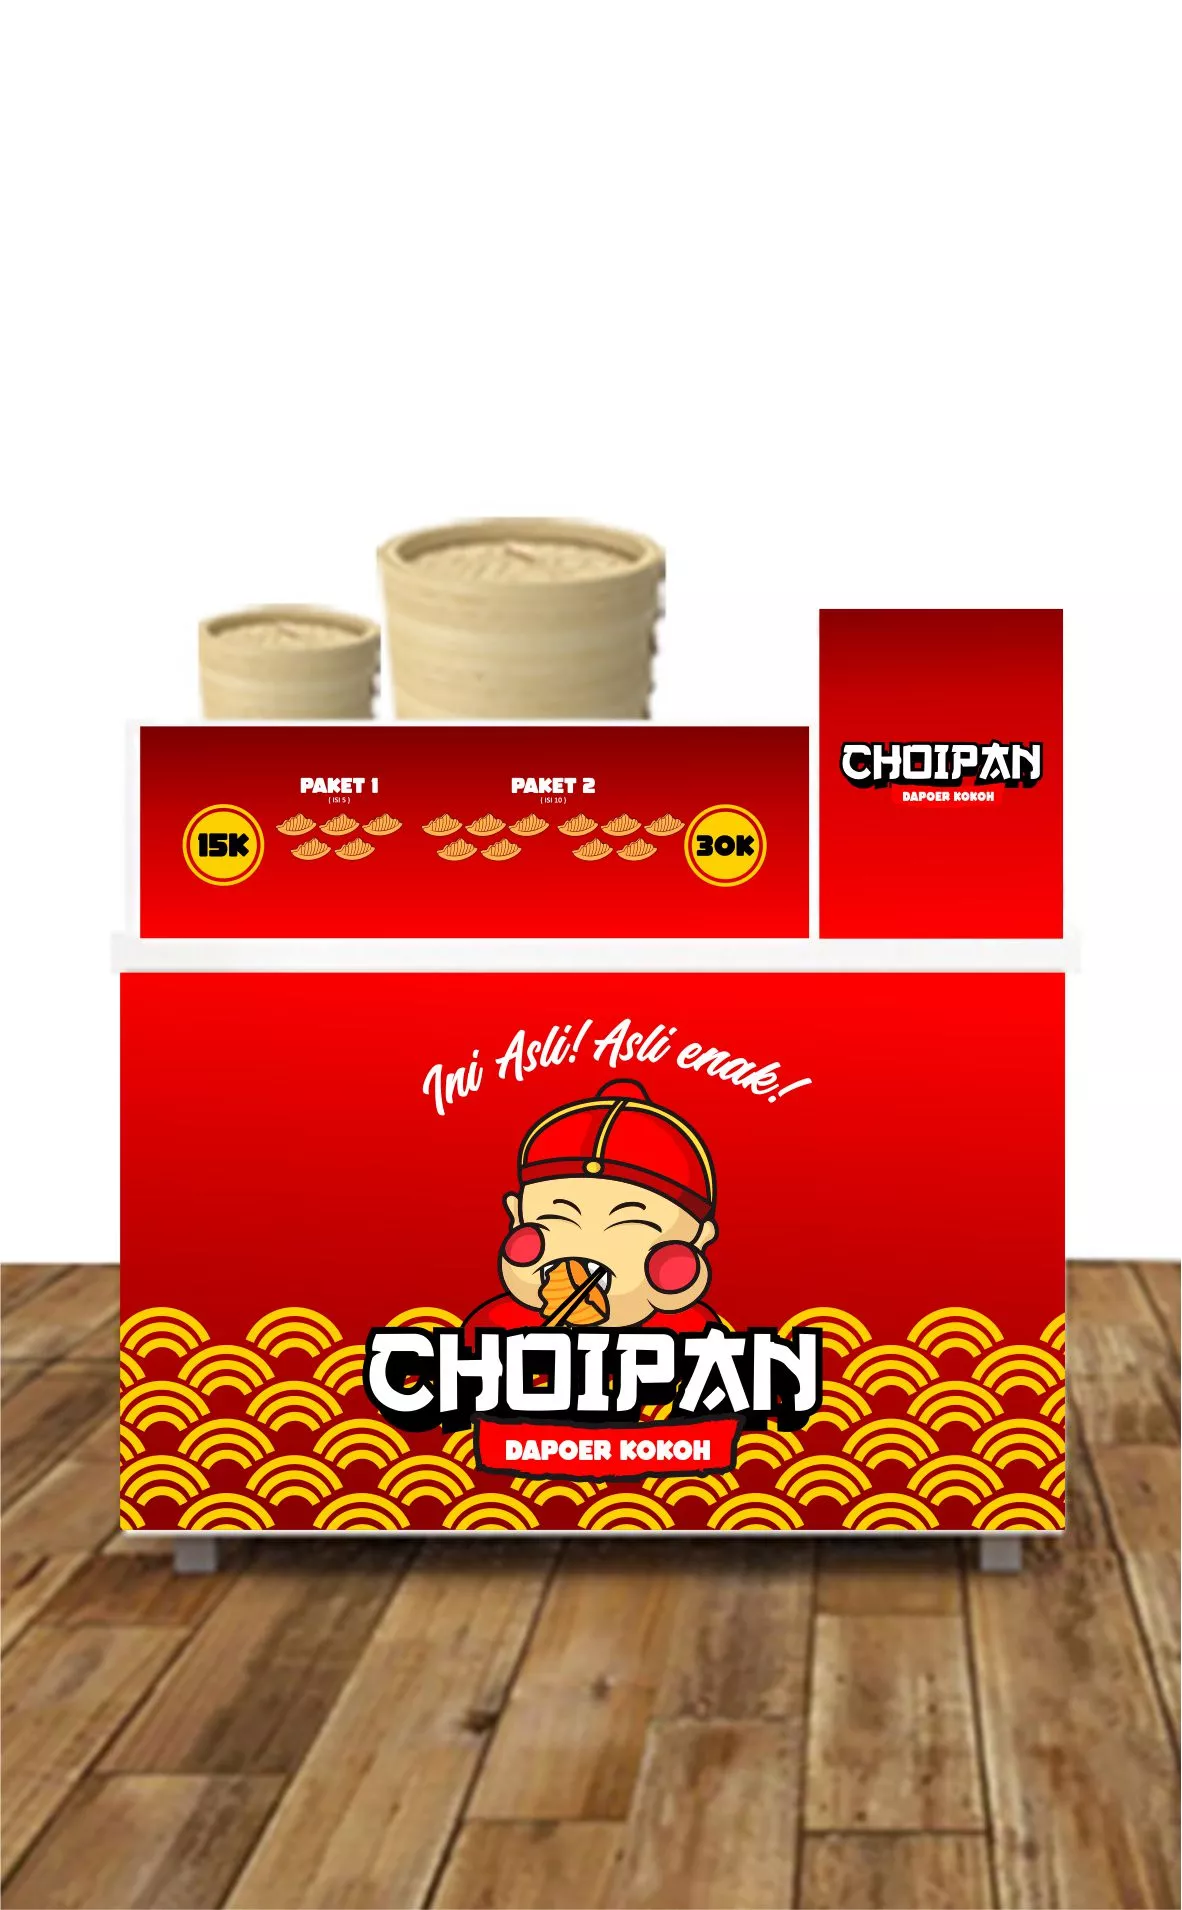 PAKET 1
( ISI 5 )
15K
PAKET 2
( ISI 10 )
30K
CHOIPAN
DAPOER KOKOH
Ini Asli! Asli enak!
CHOIPAN
DAPOER KOKOH